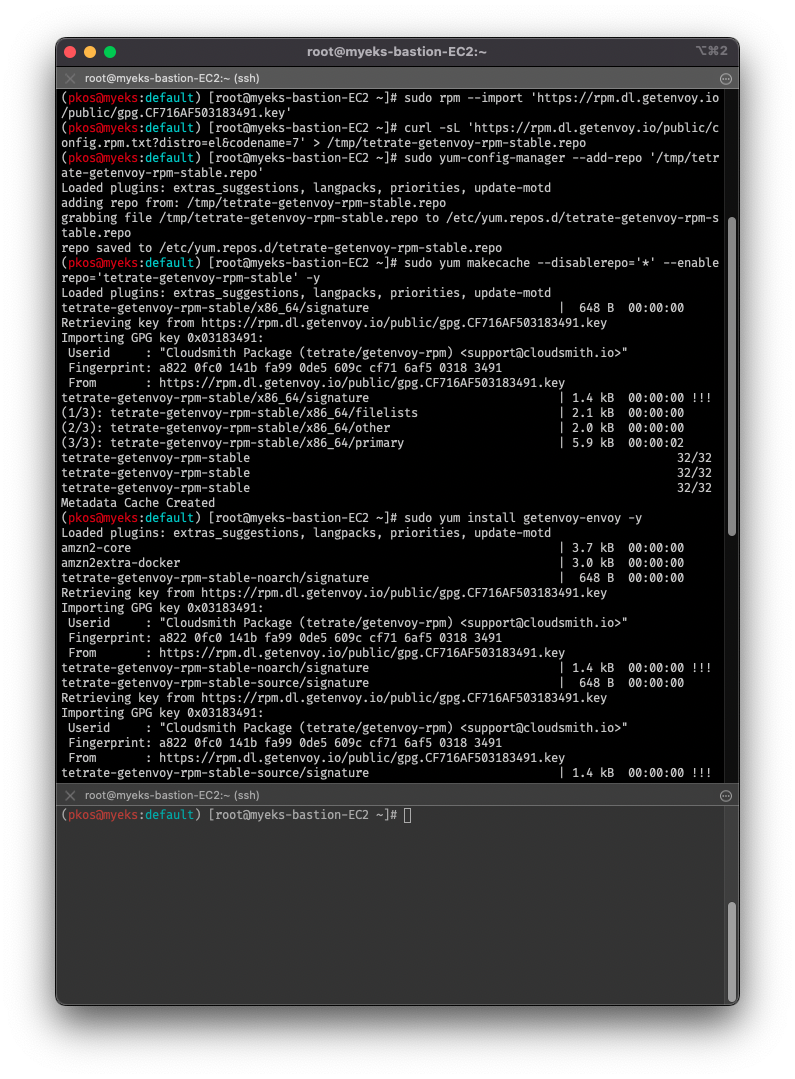 root@myeks-bastion-EC2:~
⌥⌘2
root@myeks-bastion-EC2:~ (ssh)
(pkos@myeks:default) [root@myeks-bastion-EC2 ~]# sudo rpm --import 'https://rpm.dl.getenvoy.io
/public/gpg.CF716AF503183491.key'
(pkos@myeks:default) [root@myeks-bastion-EC2 ~]# curl -sL 'https://rpm.dl.getenvoy.io/public/c
onfig.rpm.txt?distro=el&codename=7' > /tmp/tetrate-getenvoy-rpm-stable.repo
(pkos@myeks:default) [root@myeks-bastion-EC2 ~]# sudo yum-config-manager --add-repo '/tmp/tetr
ate-getenvoy-rpm-stable.repo'
Loaded plugins: extras_suggestions, langpacks, priorities, update-motd
adding repo from: /tmp/tetrate-getenvoy-rpm-stable.repo
grabbing file /tmp/tetrate-getenvoy-rpm-stable.repo to /etc/yum.repos.d/tetrate-getenvoy-rpm-s
table.repo
repo saved to /etc/yum.repos.d/tetrate-getenvoy-rpm-stable.repo
(pkos@myeks:default) [root@myeks-bastion-EC2 ~]# sudo yum makecache --disablerepo='*' --enable
repo='tetrate-getenvoy-rpm-stable' -y
Loaded plugins: extras_suggestions, langpacks, priorities, update-motd
tetrate-getenvoy-rpm-stable/x86_64/signature | 648 B 00:00:00
Retrieving key from https://rpm.dl.getenvoy.io/public/gpg.CF716AF503183491.key
Importing GPG key 0x03183491:
Userid : "Cloudsmith Package (tetrate/getenvoy-rpm) <support@cloudsmith.io>"
Fingerprint: a822 0fc0 141b fa99 0de5 609c cf71 6af5 0318 3491
From : https://rpm.dl.getenvoy.io/public/gpg.CF716AF503183491.key
tetrate-getenvoy-rpm-stable/x86_64/signature | 1.4 kB 00:00:00 !!!
(1/3): tetrate-getenvoy-rpm-stable/x86_64/filelists | 2.1 kB 00:00:00
(2/3): tetrate-getenvoy-rpm-stable/x86_64/other | 2.0 kB 00:00:00
(3/3): tetrate-getenvoy-rpm-stable/x86_64/primary | 5.9 kB 00:00:02
tetrate-getenvoy-rpm-stable 32/32
tetrate-getenvoy-rpm-stable 32/32
tetrate-getenvoy-rpm-stable 32/32
Metadata Cache Created
(pkos@myeks:default) [root@myeks-bastion-EC2 ~]# sudo yum install getenvoy-envoy -y
Loaded plugins: extras_suggestions, langpacks, priorities, update-motd
amzn2-core | 3.7 kB 00:00:00
amzn2extra-docker | 3.0 kB 00:00:00
tetrate-getenvoy-rpm-stable-noarch/signature | 648 B 00:00:00
Retrieving key from https://rpm.dl.getenvoy.io/public/gpg.CF716AF503183491.key
Importing GPG key 0x03183491:
Userid : "Cloudsmith Package (tetrate/getenvoy-rpm) <support@cloudsmith.io>"
Fingerprint: a822 0fc0 141b fa99 0de5 609c cf71 6af5 0318 3491
From : https://rpm.dl.getenvoy.io/public/gpg.CF716AF503183491.key
tetrate-getenvoy-rpm-stable-noarch/signature | 1.4 kB 00:00:00 !!!
tetrate-getenvoy-rpm-stable-source/signature | 648 B 00:00:00
Retrieving key from https://rpm.dl.getenvoy.io/public/gpg.CF716AF503183491.key
Importing GPG key 0x03183491:
Userid : "Cloudsmith Package (tetrate/getenvoy-rpm) <support@cloudsmith.io>"
Fingerprint: a822 0fc0 141b fa99 0de5 609c cf71 6af5 0318 3491
From : https://rpm.dl.getenvoy.io/public/gpg.CF716AF503183491.key
tetrate-getenvoy-rpm-stable-source/signature | 1.4 kB 00:00:00 !!!
root@myeks-bastion-EC2:~ (ssh)
(pkos@myeks:default) [root@myeks-bastion-EC2 ~]#